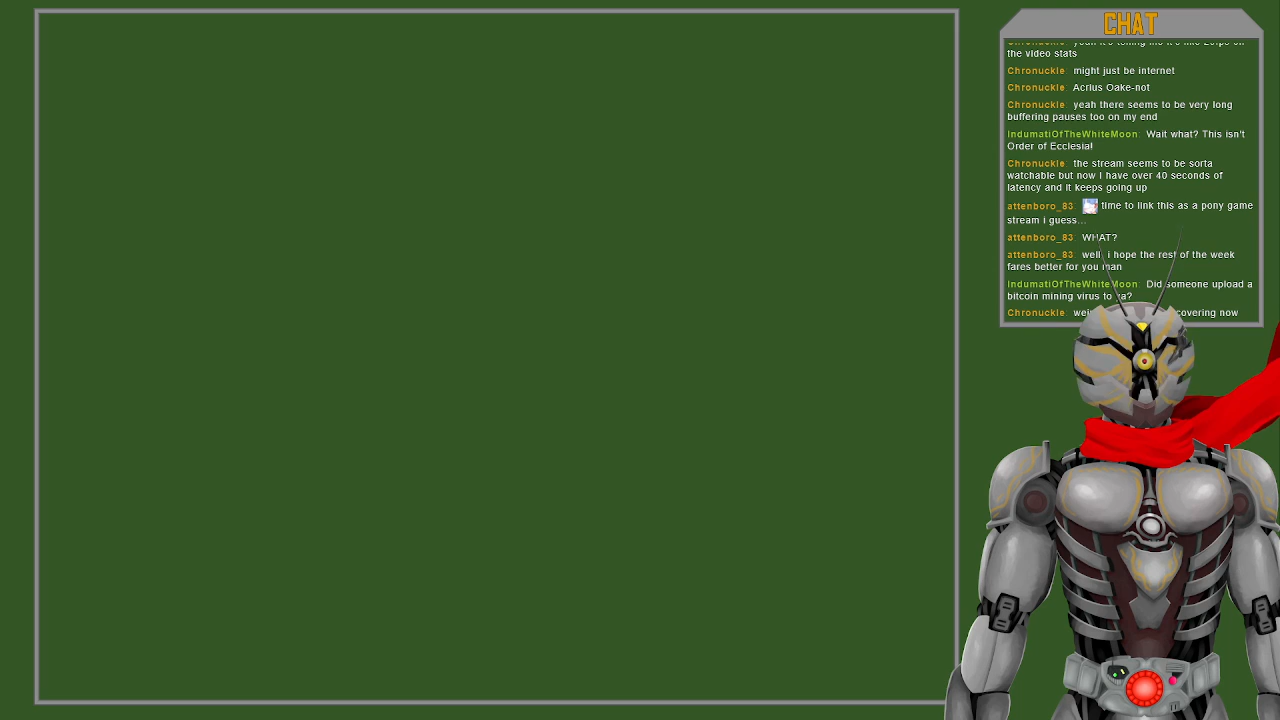 CHAT
the video stats
Chronuckle: might just be internet
Chronuckle: Acrius Oake-not
Chronuckle: yeah there seems to be very long
buffering pauses too on my end
IndumatiOfTheWhiteMoon: Wait what? This isn't
Order of Ecclesia!
Chronuckle: the stream seems to be sorta
watchable but now I have over 40 seconds of
latency and it keeps going up
attenboro_83: time to link this as a pony game
stream i guess...
attenboro_83: WHAT?
attenboro_83: well, i hope the rest of the week
fares better for you man
IndumatiOfTheWhiteMoon: Did someone upload a
bitcoin mining virus to ya?
Chronuckle: covering now